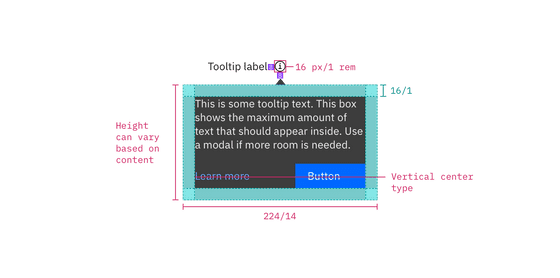 Tooltip label
16 px/1 rem
16/1
This is some tooltip text. This box
shows the maximum amount of
text that should appear inside. Use
a modal if more room is needed.
Height
can vary
based on
content
Learn more
Button
Vertical center
type
224/14